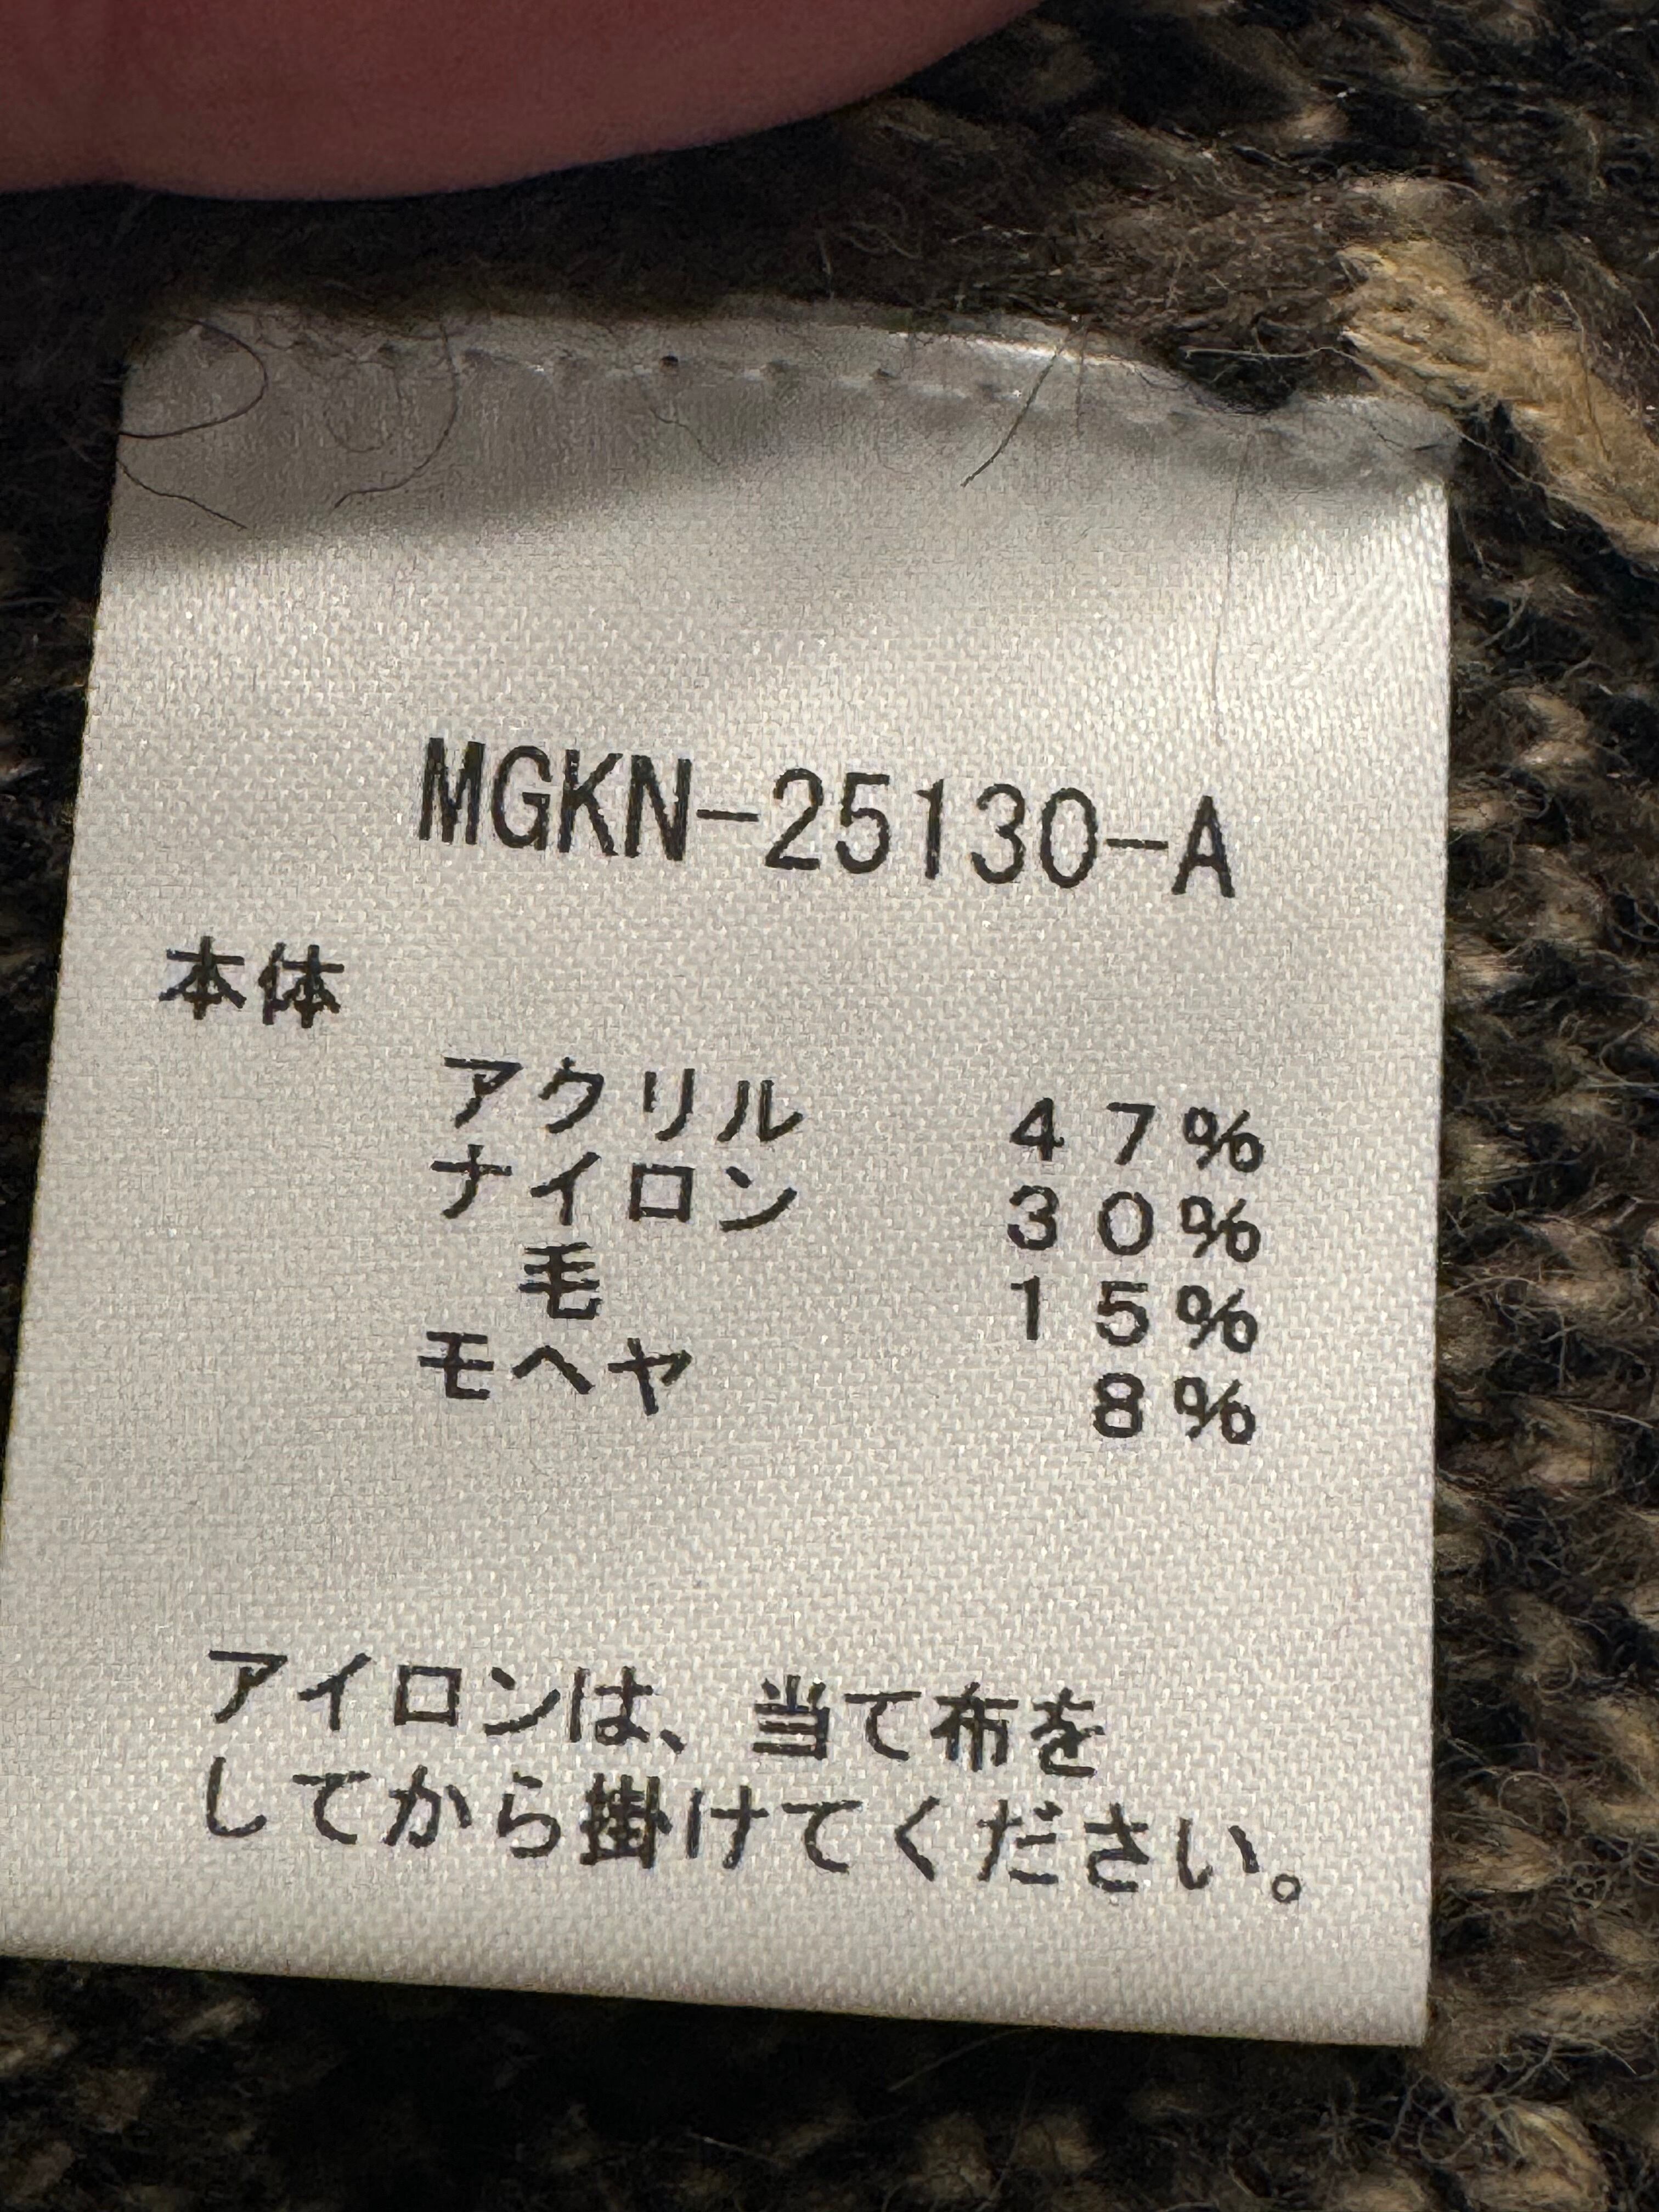 MGKN-25130-A
本体
アクリル 47%
ナイロン 30%
毛 15%
モヘヤ 8%
アイロンは、当て布を
してから掛けてください。